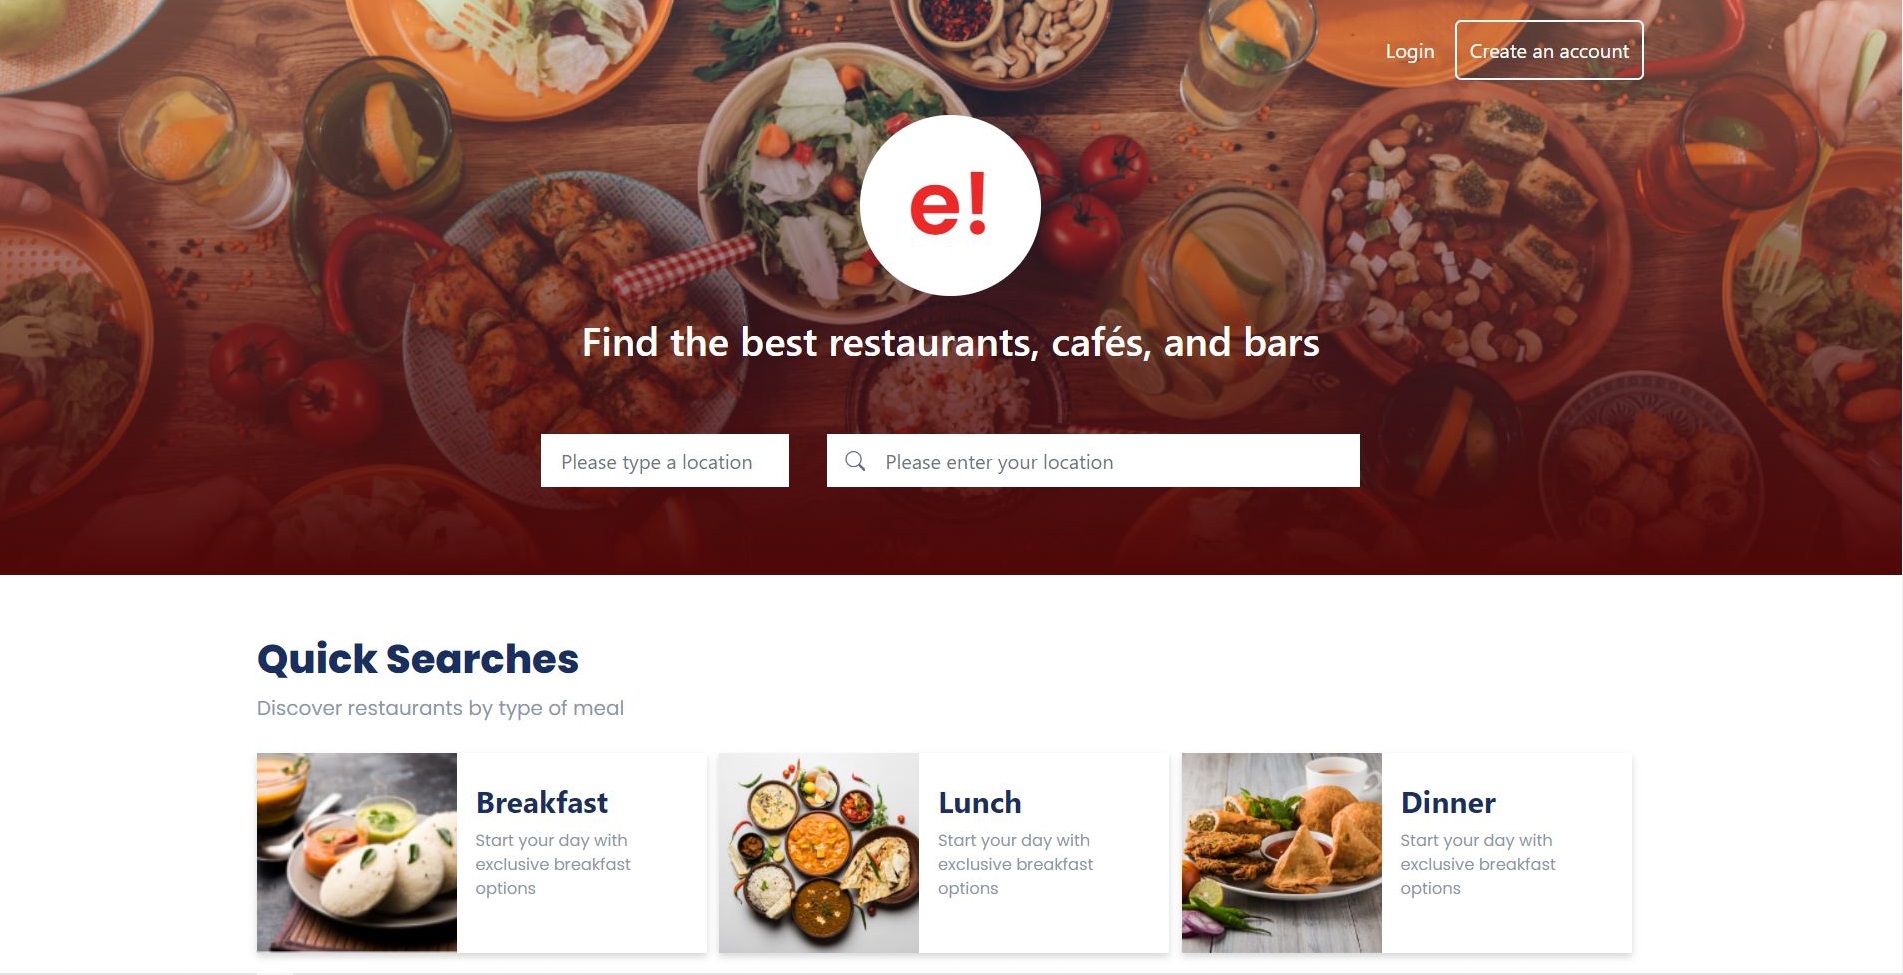 Login
Create an account
e!
Find the best restaurants, cafés, and bars
Please type a location
Please enter your location
Quick Searches
Discover restaurants by type of meal
Breakfast
Start your day with
exclusive breakfast
options
Lunch
Start your day with
exclusive breakfast
options
Dinner
Start your day with
exclusive breakfast
options